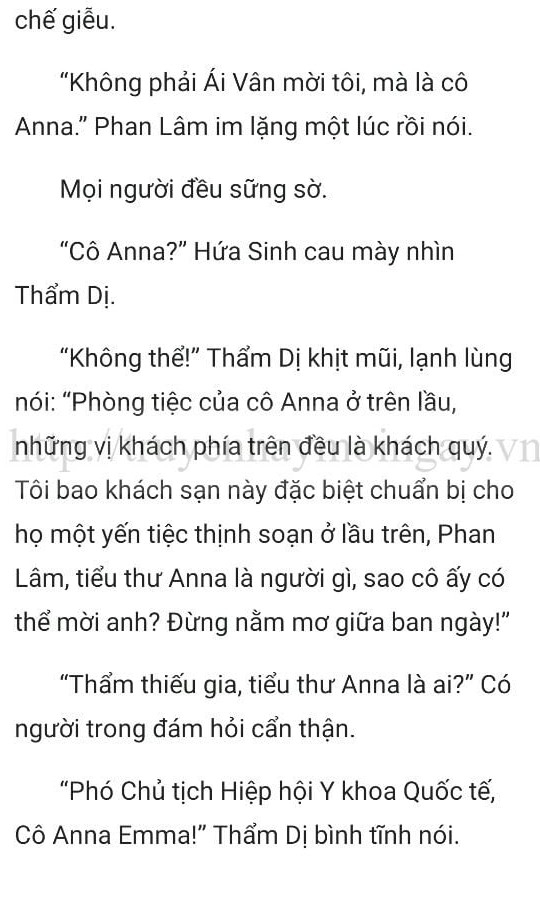 chế giễu.
“Không phải Ái Vân mời tôi, mà là cô
Anna.” Phan Lâm im lặng một lúc rồi nói.
Mọi người đều sững sờ.
“Cô Anna?” Hứa Sinh cau mày nhìn
Thẩm Dị.
“Không thể!” Thẩm Dị khịt mũi, lạnh lùng
nói: “Phòng tiệc của cô Anna ở trên lầu,
những vị khách phía trên đều là khách quý.
http://truyenhaymoingay.vn
Tôi bao khách sạn này đặc biệt chuẩn bị cho
họ một yến tiệc thịnh soạn ở lầu trên, Phan
Lâm, tiểu thư Anna là người gì, sao cô ấy có
thể mời anh? Đừng nằm mơ giữa ban ngày!”
“Thẩm thiếu gia, tiểu thư Anna là ai?” Có
người trong đám hỏi cẩn thận.
“Phó Chủ tịch Hiệp hội Y khoa Quốc tế,
Cô Anna Emma!” Thẩm Dị bình tĩnh nói.